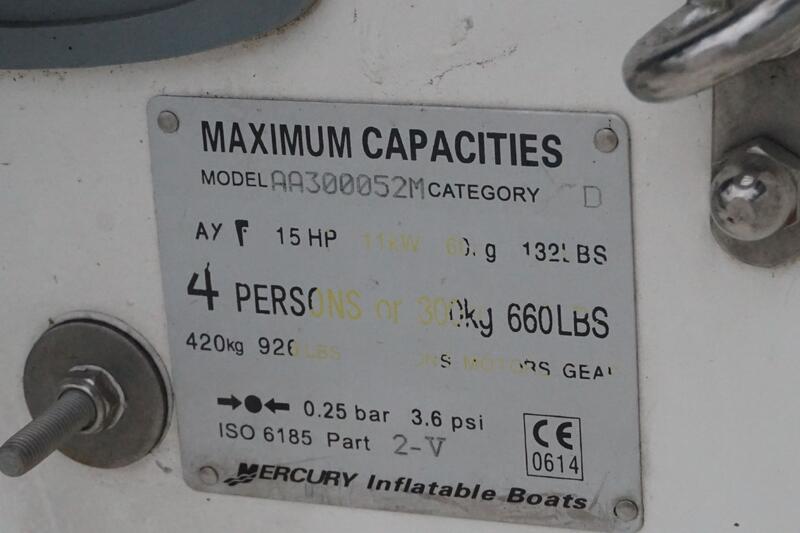 MAXIMUM CAPACITIES
MODEL AA300052M CATEGORY D
15 HP 11kW 132LBS
4 PERSONS or 300kg 660LBS
420kg 926LBS MOTORS GEAR
0.25 bar 3.6 psi
ISO 6185 Part 2-V
CE
0614
MERCURY Inflatable Boats